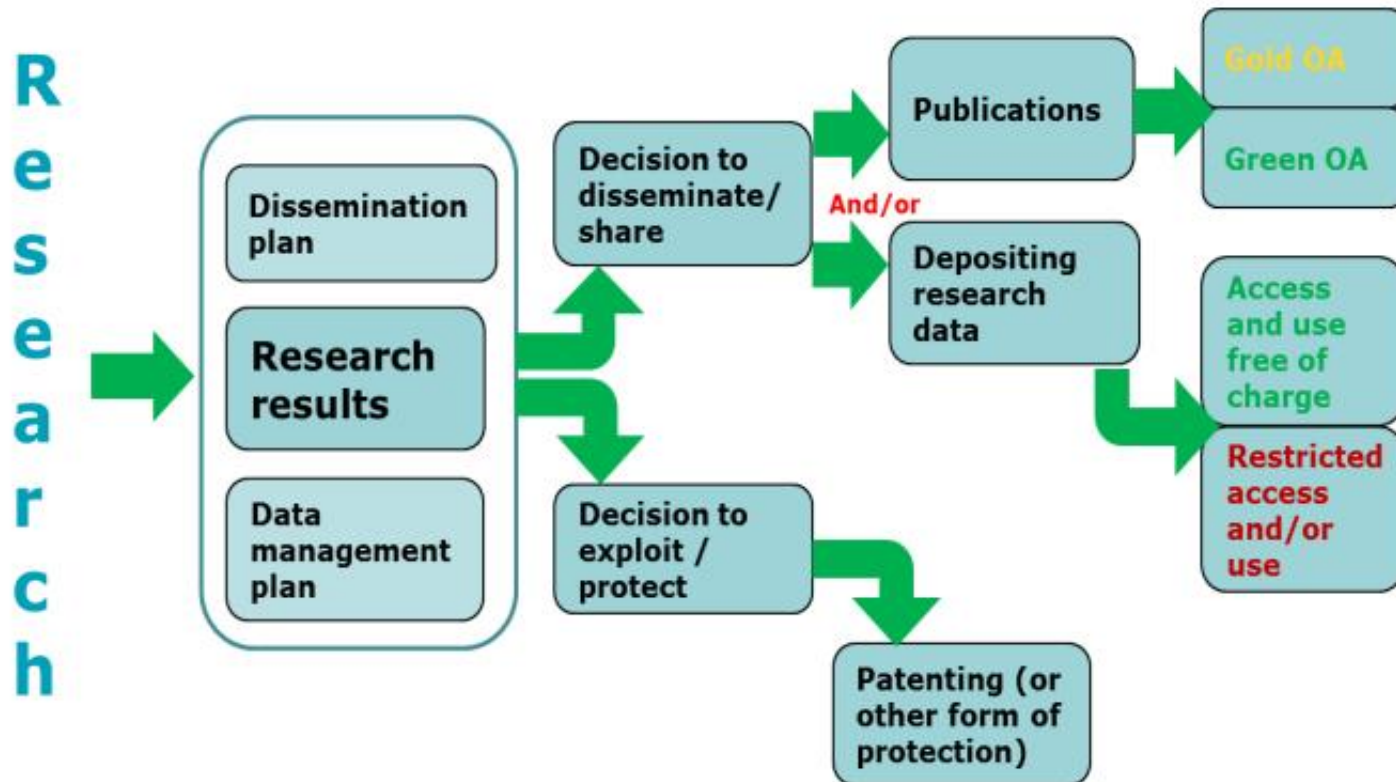 Research
Dissemination
plan
Research
results
Data
management
plan
Decision to
disseminate/
share
And/or
Decision to
exploit /
protect
Publications
Depositing
research
data
Patenting (or
other form of
protection)
Gold OA
Green OA
Access
and use
free of
charge
Restricted
access
and/or
use